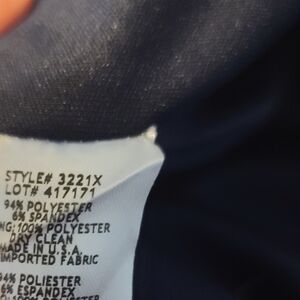 STYLE# 3221X
LOT# 417171
94% POLYESTER
6% SPANDEX
NG:100% POLYESTER
DRY CLEAN
MADE IN U.S.A.
IMPORTED FABRIC
94% POLIESTER
6% ESPANDEX